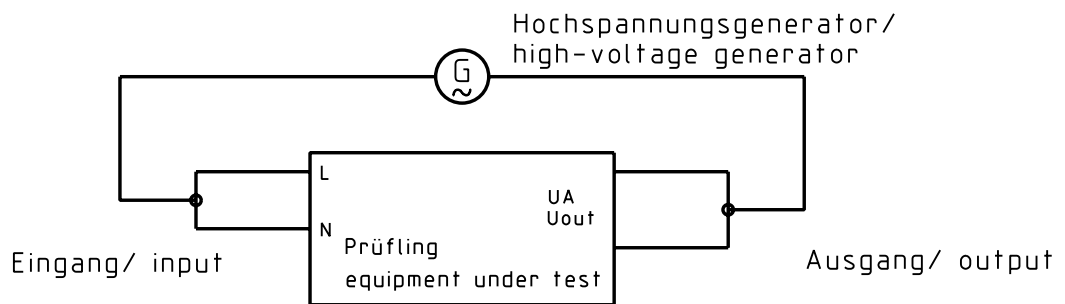 Hochspannungsgenerator/
high-voltage generator
G
~
L
UA
Uout
N
Prüfling
equipment under test
Eingang/ input
Ausgang/ output